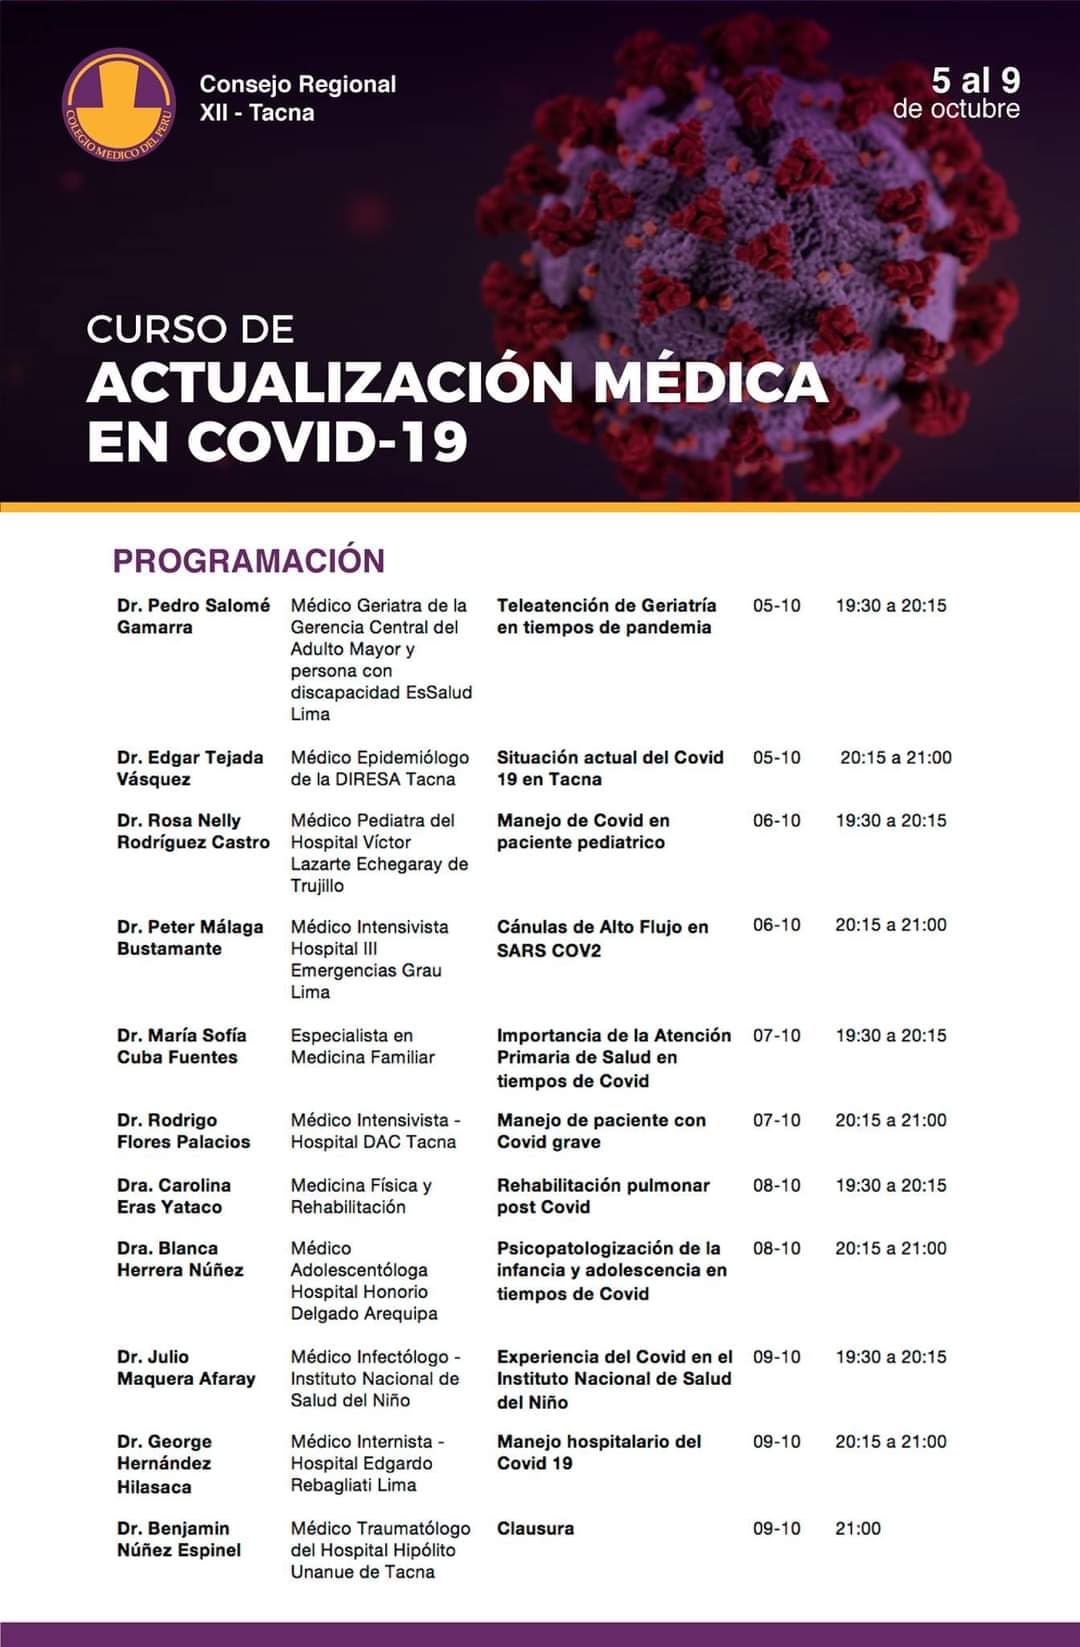 COLEGIO MEDICO DEL PERU
Consejo Regional
XII - Tacna
5 al 9
de octubre
CURSO DE
ACTUALIZACIÓN MÉDICA
EN COVID-19
PROGRAMACIÓN
Dr. Pedro Salomé
Gamarra
Médico Geriatra de la
Gerencia Central del
Adulto Mayor y
persona con
discapacidad EsSalud
Lima
Teleatención de Geriatría
en tiempos de pandemia
05-10
19:30 a 20:15
Dr. Edgar Tejada
Vásquez
Médico Epidemiólogo
de la DIRESA Tacna
Situación actual del Covid
19 en Tacna
05-10
20:15 a 21:00
Dr. Rosa Nelly
Rodríguez Castro
Médico Pediatra del
Hospital Víctor
Lazarte Echegaray de
Trujillo
Manejo de Covid en
paciente pediatrico
06-10
19:30 a 20:15
Dr. Peter Málaga
Bustamante
Médico Intensivista
Hospital III
Emergencias Grau
Lima
Cánulas de Alto Flujo en
SARS COV2
06-10
20:15 a 21:00
Dr. María Sofía
Cuba Fuentes
Especialista en
Medicina Familiar
Importancia de la Atención
Primaria de Salud en
tiempos de Covid
07-10
19:30 a 20:15
Dr. Rodrigo
Flores Palacios
Médico Intensivista -
Hospital DAC Tacna
Manejo de paciente con
Covid grave
07-10
20:15 a 21:00
Dra. Carolina
Eras Yataco
Medicina Física y
Rehabilitación
Rehabilitación pulmonar
post Covid
08-10
19:30 a 20:15
Dra. Blanca
Herrera Núñez
Médico
Adolescentóloga
Hospital Honorio
Delgado Arequipa
Psicopatologización de la
infancia y adolescencia en
tiempos de Covid
08-10
20:15 a 21:00
Dr. Julio
Maquera Afaray
Médico Infectólogo -
Instituto Nacional de
Salud del Niño
Experiencia del Covid en el
Instituto Nacional de Salud
del Niño
09-10
19:30 a 20:15
Dr. George
Hernández
Hilasaca
Médico Internista -
Hospital Edgardo
Rebagliati Lima
Manejo hospitalario del
Covid 19
09-10
20:15 a 21:00
Dr. Benjamin
Núñez Espinel
Médico Traumatólogo
del Hospital Hipólito
Unanue de Tacna
Clausura
09-10
21:00